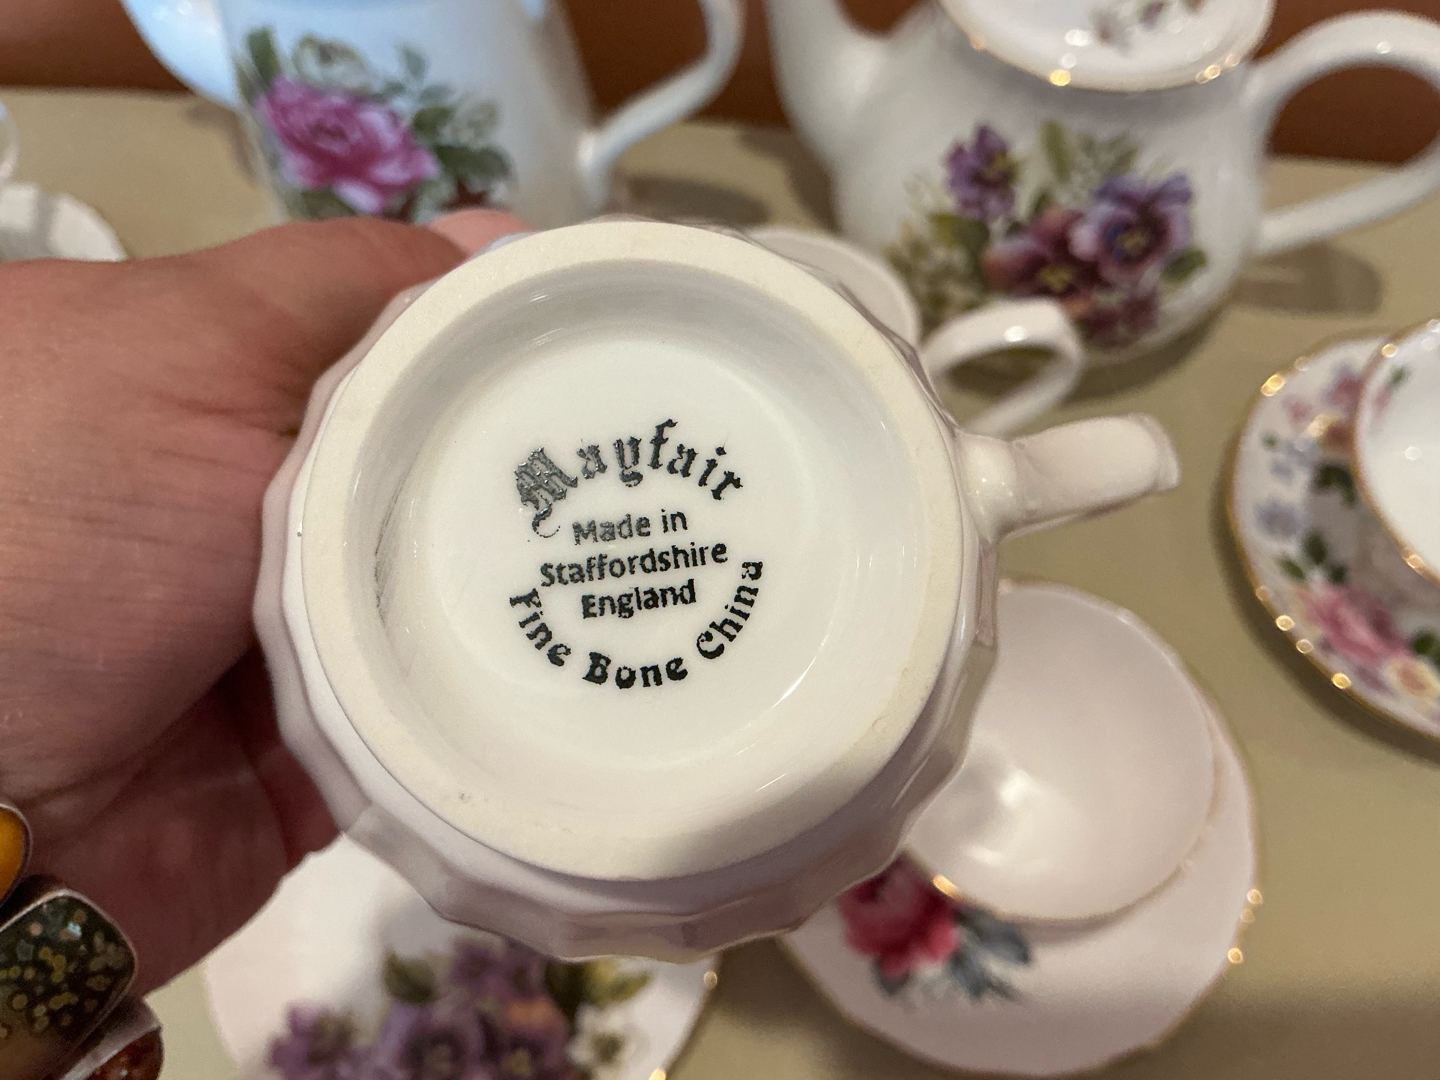 Mayfair
Made in
Staffordshire
England
Fine Bone China